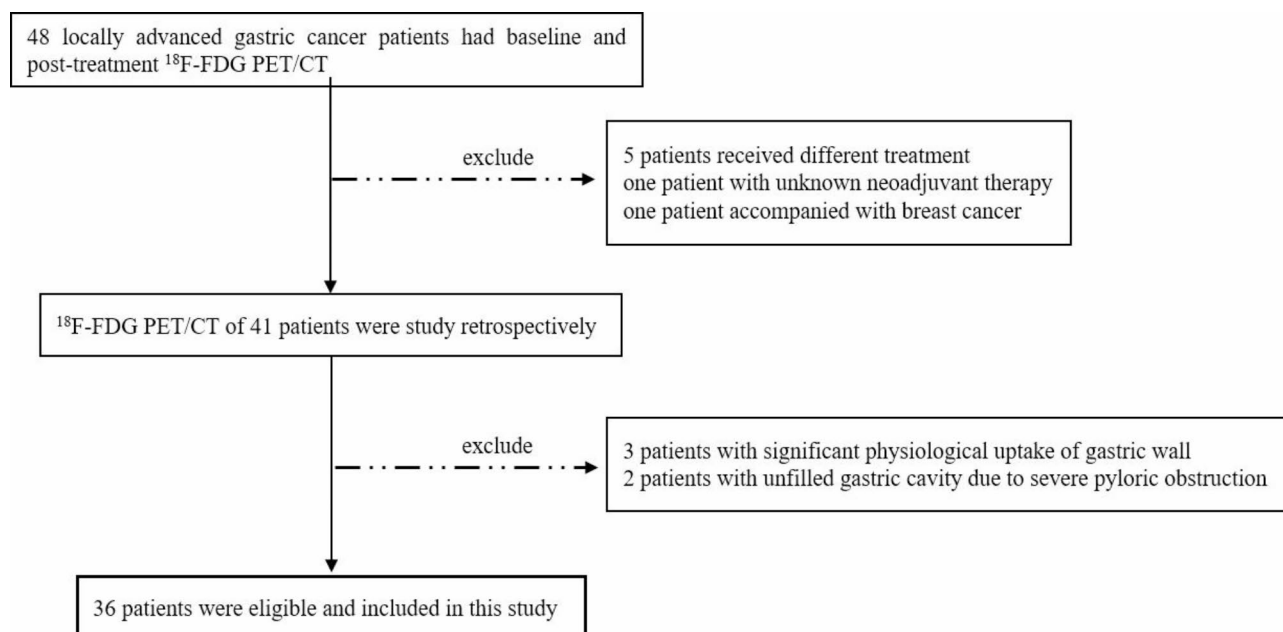 48 locally advanced gastric cancer patients had baseline and
post-treatment ¹⁸F-FDG PET/CT
exclude
5 patients received different treatment
one patient with unknown neoadjuvant therapy
one patient accompanied with breast cancer
¹⁸F-FDG PET/CT of 41 patients were study retrospectively
exclude
3 patients with significant physiological uptake of gastric wall
2 patients with unfilled gastric cavity due to severe pyloric obstruction
36 patients were eligible and included in this study